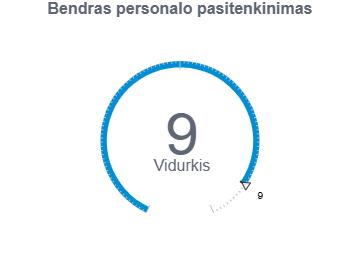 Bendras personalo pasitenkinimas
9
Vidurkis
9